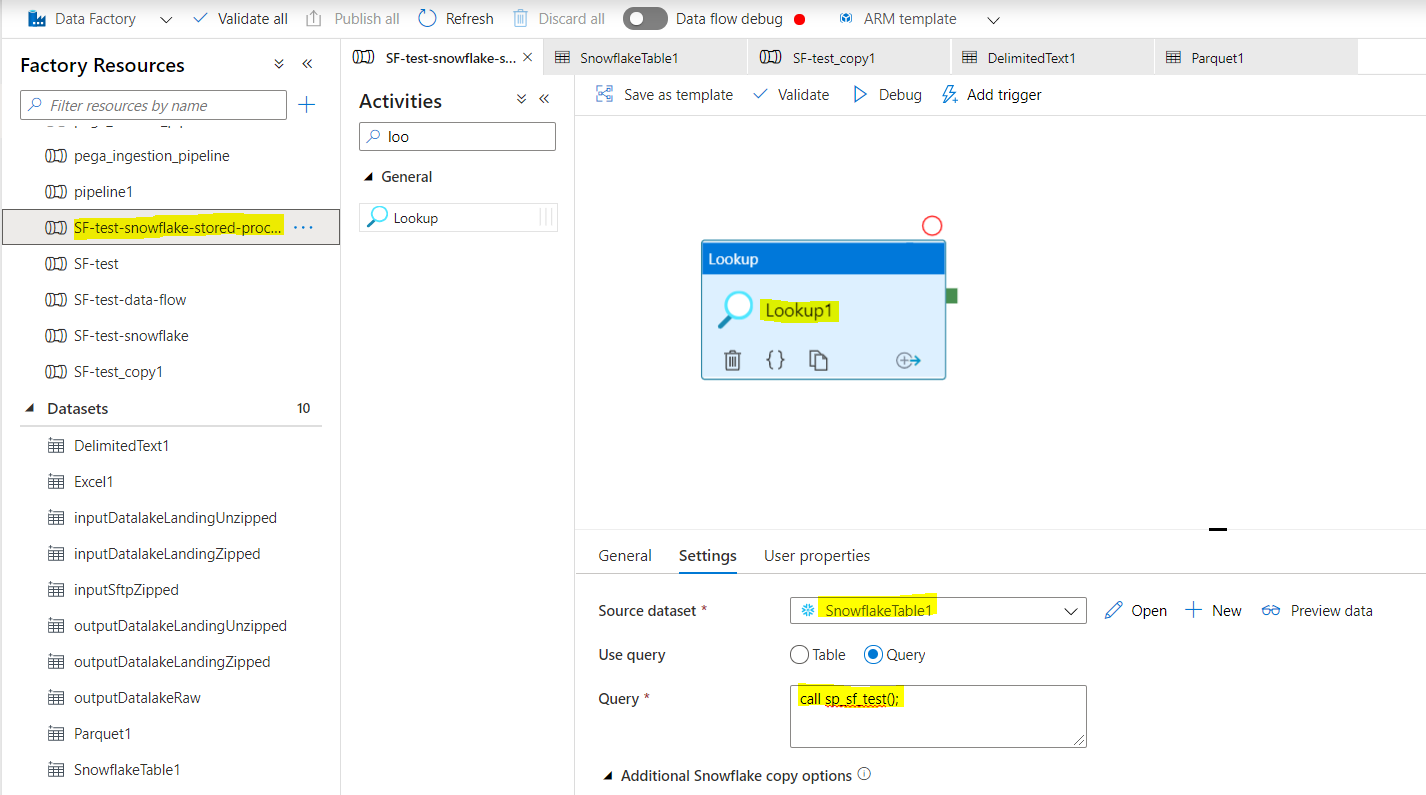 Data Factory
Validate all
Publish all
Refresh
Discard all
Data flow debug
ARM template
Factory Resources
Filter resources by name
pega_ingestion_pipeline
pipeline1
SF-test-snowflake-stored-proc...
SF-test
SF-test-data-flow
SF-test-snowflake
SF-test_copy1
Datasets 10
DelimitedText1
Excel1
inputDatalakeLandingUnzipped
inputDatalakeLandingZipped
inputSftpZipped
outputDatalakeLandingUnzipped
outputDatalakeLandingZipped
outputDatalakeRaw
Parquet1
SnowflakeTable1
SF-test-snowflake-s...
SnowflakeTable1
SF-test_copy1
DelimitedText1
Parquet1
Activities
loo
General
Lookup
Save as template
Validate
Debug
Add trigger
Lookup
Lookup1
{}
General
Settings
User properties
Source dataset *
SnowflakeTable1
Open
New
Preview data
Use query
Table
Query
Query *
call sp_sf_test();
Additional Snowflake copy options